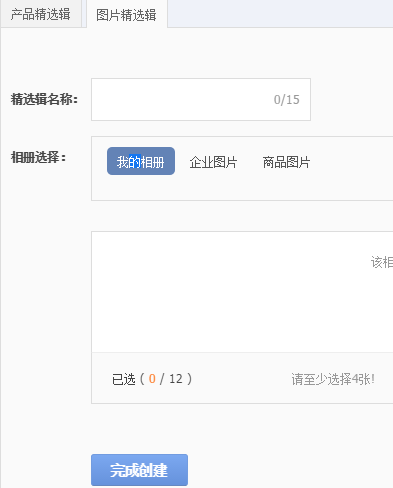 产品精选辑 图片精选辑
精选辑名称： 0/15
相册选择： 我的相册 企业图片 商品图片
该相
已选 ( 0 / 12 ) 请至少选择4张!
完成创建